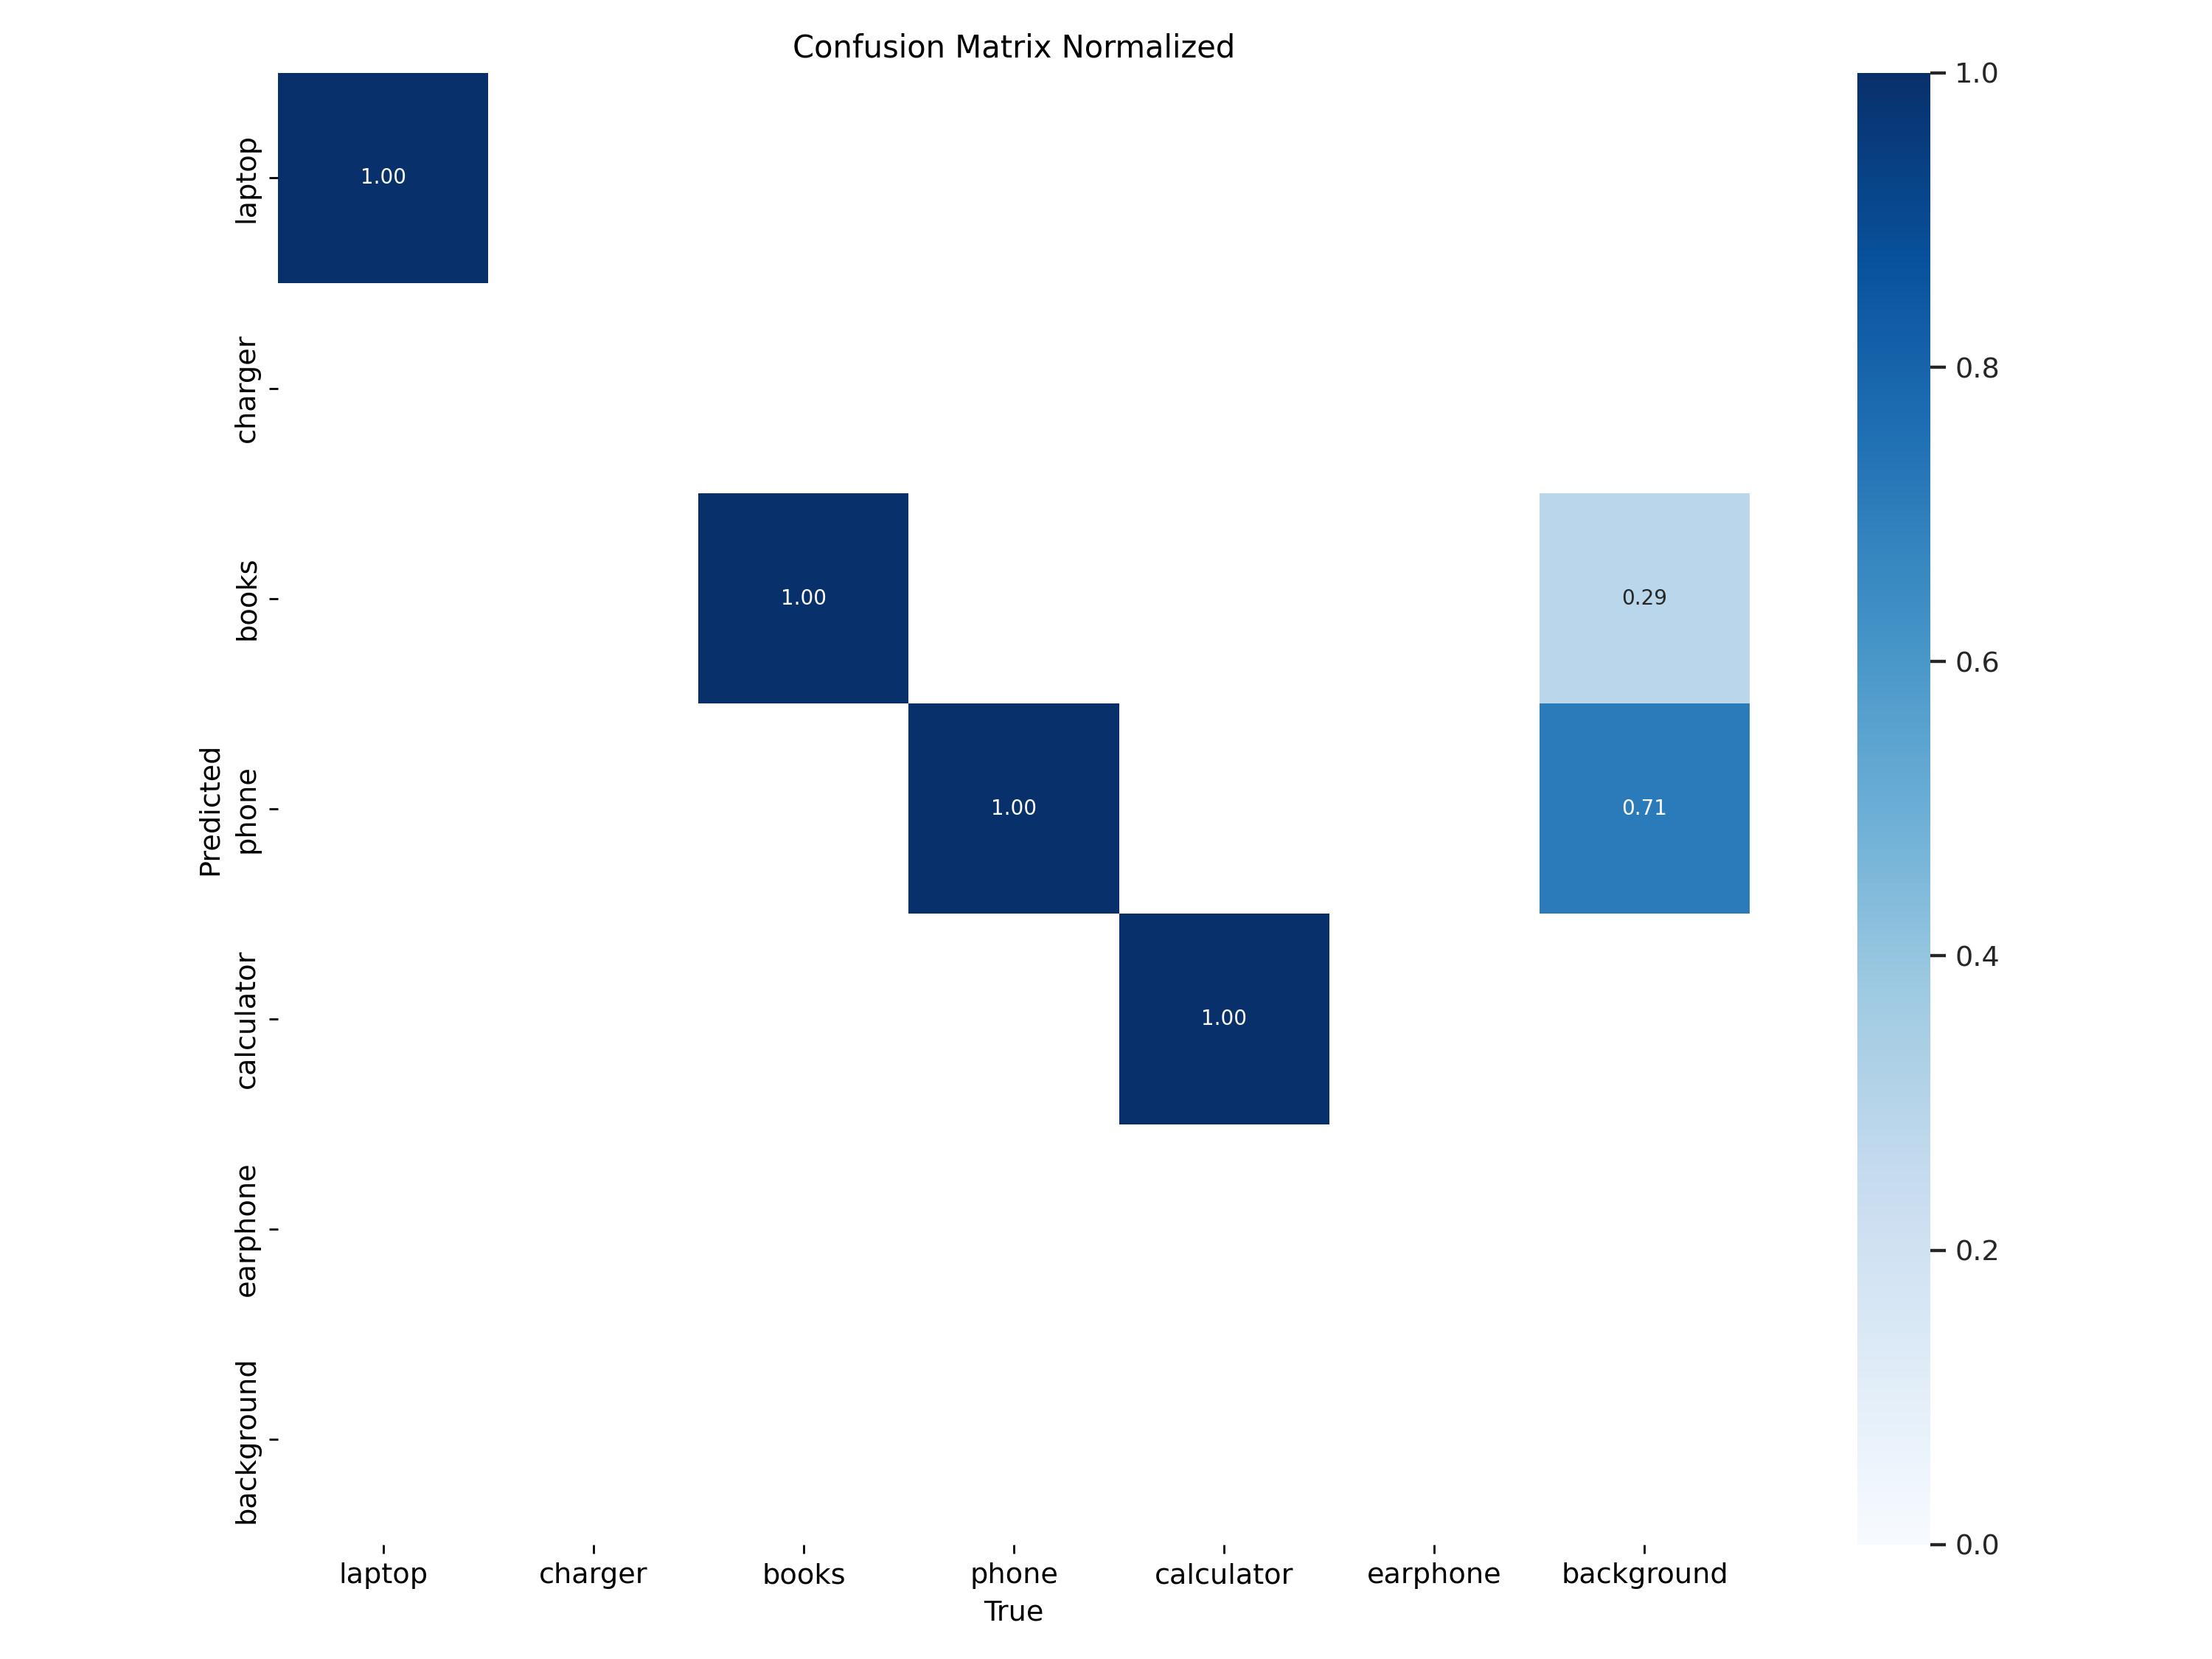 Confusion Matrix Normalized
1.0
laptop
1.00
charger
0.8
books
1.00
0.29
0.6
Predicted
phone
1.00
0.71
0.4
calculator
1.00
earphone
0.2
background
0.0
laptop charger books phone calculator earphone background
True